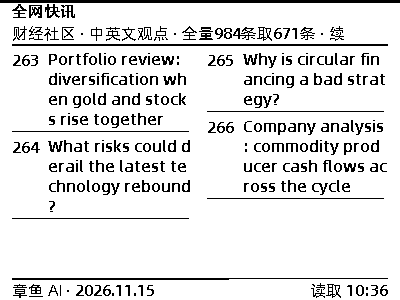 全网快讯
财经社区 · 中英文观点 · 全量984条取671条 · 续
263 Portfolio review:
diversification wh
en gold and stock
s rise together
264 What risks could d
erail the latest te
chnology rebound
?
265 Why is circular fin
ancing a bad strat
egy?
266 Company analysis
: commodity prod
ucer cash flows ac
ross the cycle
章鱼 AI · 2026.11.15
读取 10:36